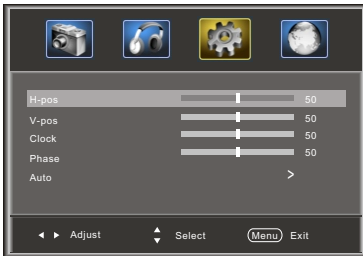 H-pos 50
V-pos 50
Clock 50
Phase 50
Auto >
Adjust Select Menu Exit